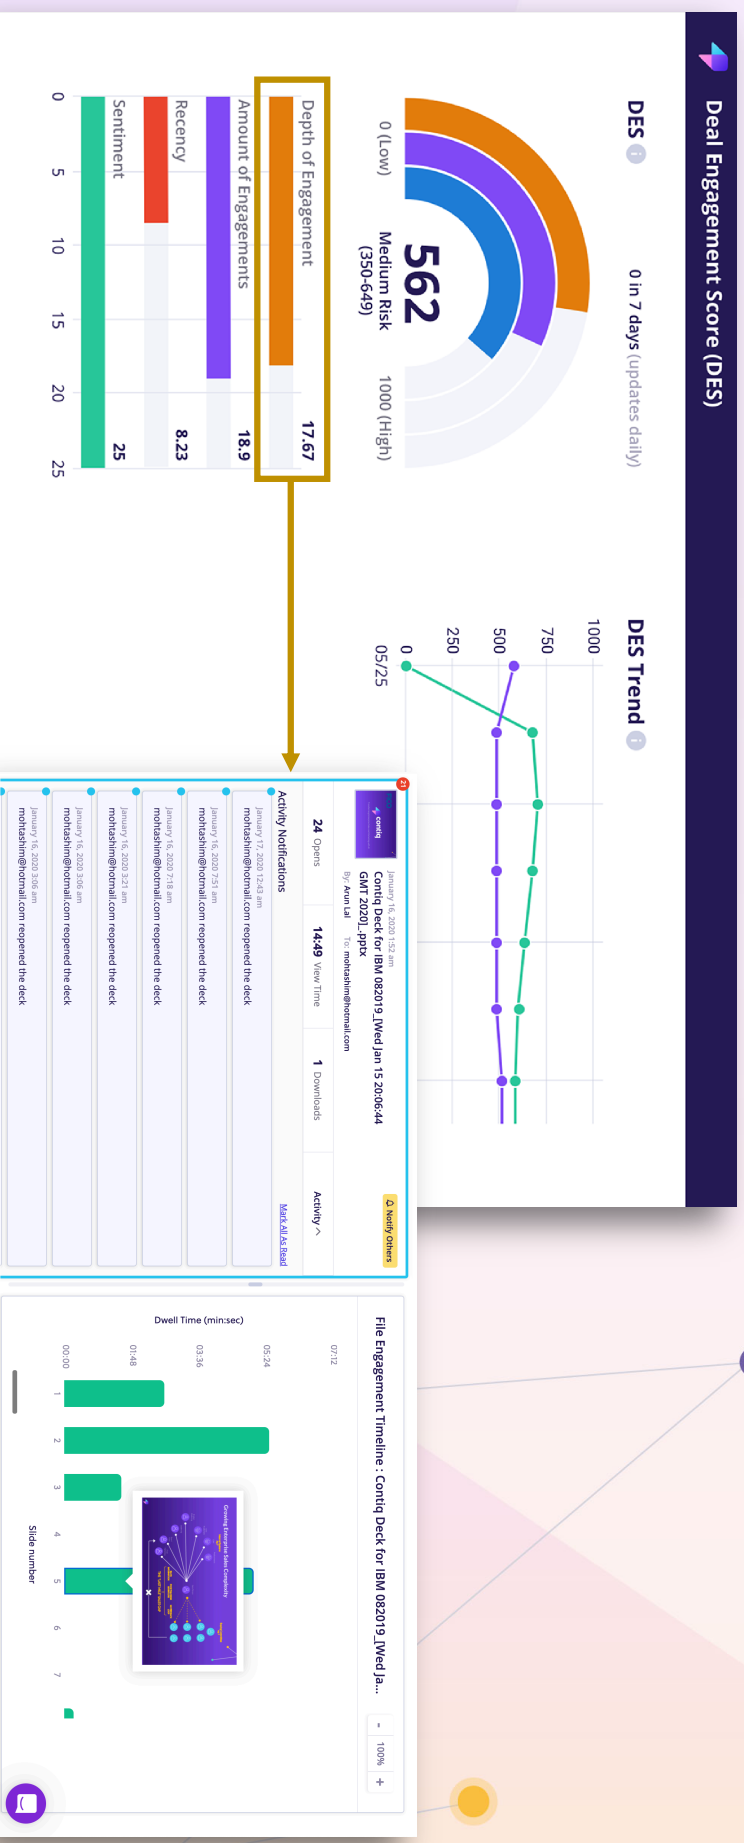 Deal Engagement Score (DES)
DES i
0 in 7 days (updates daily)
0 (Low)
562
Medium Risk
(350-649)
1000 (High)
Depth of Engagement
17.67
Amount of Engagements
18.9
Recency
8.23
Sentiment
25
0 5 10 15 20 25
DES Trend i
1000
750
500
250
0
05/25
21
contiq
January 16, 2020 1:52 am
Contiq Deck for IBM 082019_[Wed Jan 15 20:06:44
GMT 2020]_.pptx
By: Arun Lal To: mohtashim@hotmail.com
Notify Others
24 Opens
14:49 View Time
1 Downloads
Activity
Activity Notifications
Mark All As Read
January 17, 2020 12:43 am
mohtashim@hotmail.com reopened the deck
January 16, 2020 7:51 am
mohtashim@hotmail.com reopened the deck
January 16, 2020 7:18 am
mohtashim@hotmail.com reopened the deck
January 16, 2020 3:21 am
mohtashim@hotmail.com reopened the deck
January 16, 2020 3:06 am
mohtashim@hotmail.com reopened the deck
January 16, 2020 3:06 am
mohtashim@hotmail.com reopened the deck
File Engagement Timeline : Contiq Deck for IBM 082019_[Wed Ja...
- 100% +
07:12
05:24
03:36
01:48
00:00
Dwell Time (min:sec)
Growing Enterprise Sales Complexity
1 2 3 4 5 6 7
Slide number